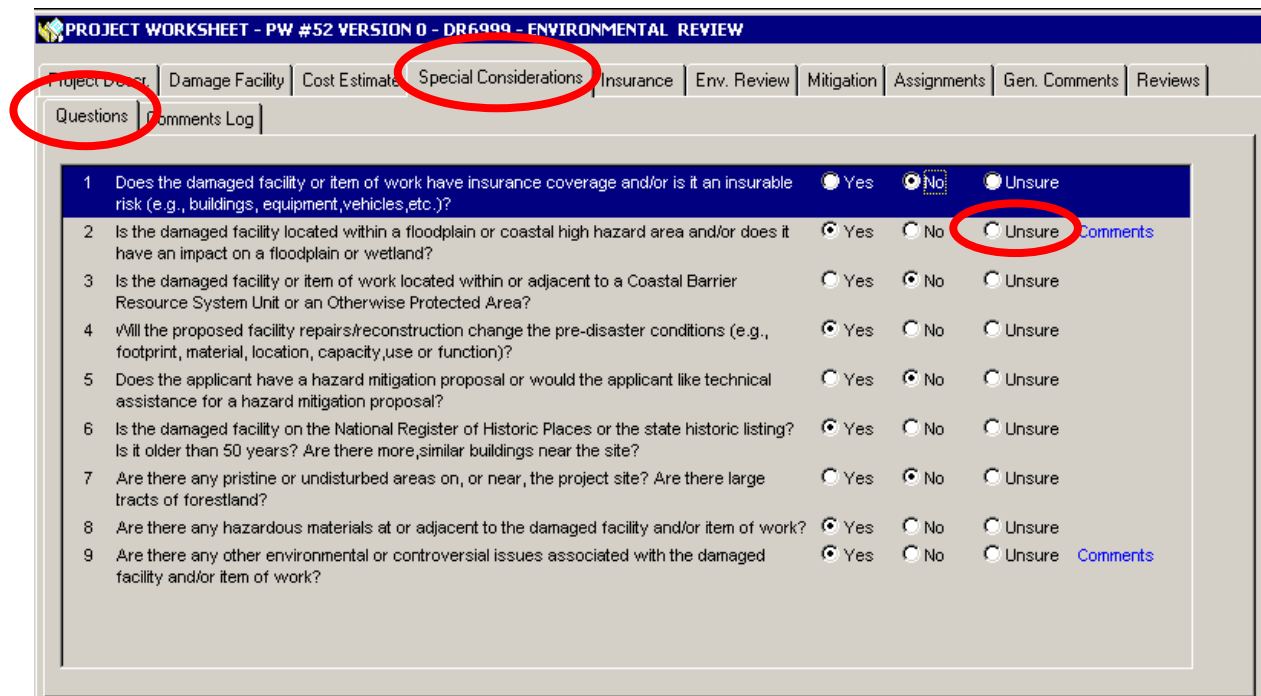 PROJECT WORKSHEET - PW #52 VERSION 0 - DR6999 - ENVIRONMENTAL REVIEW
Project Descr. Damage Facility Cost Estimate Special Considerations Insurance Env. Review Mitigation Assignments Gen. Comments Reviews
Questions Comments Log
1 Does the damaged facility or item of work have insurance coverage and/or is it an insurable Yes No Unsure
risk (e.g., buildings, equipment,vehicles,etc.)?
2 Is the damaged facility located within a floodplain or coastal high hazard area and/or does it Yes No Unsure Comments
have an impact on a floodplain or wetland?
3 Is the damaged facility or item of work located within or adjacent to a Coastal Barrier Yes No Unsure
Resource System Unit or an Otherwise Protected Area?
4 Will the proposed facility repairs/reconstruction change the pre-disaster conditions (e.g., Yes No Unsure
footprint, material, location, capacity,use or function)?
5 Does the applicant have a hazard mitigation proposal or would the applicant like technical Yes No Unsure
assistance for a hazard mitigation proposal?
6 Is the damaged facility on the National Register of Historic Places or the state historic listing? Yes No Unsure
Is it older than 50 years? Are there more,similar buildings near the site?
7 Are there any pristine or undisturbed areas on, or near, the project site? Are there large Yes No Unsure
tracts of forestland?
8 Are there any hazardous materials at or adjacent to the damaged facility and/or item of work? Yes No Unsure
9 Are there any other environmental or controversial issues associated with the damaged Yes No Unsure Comments
facility and/or item of work?